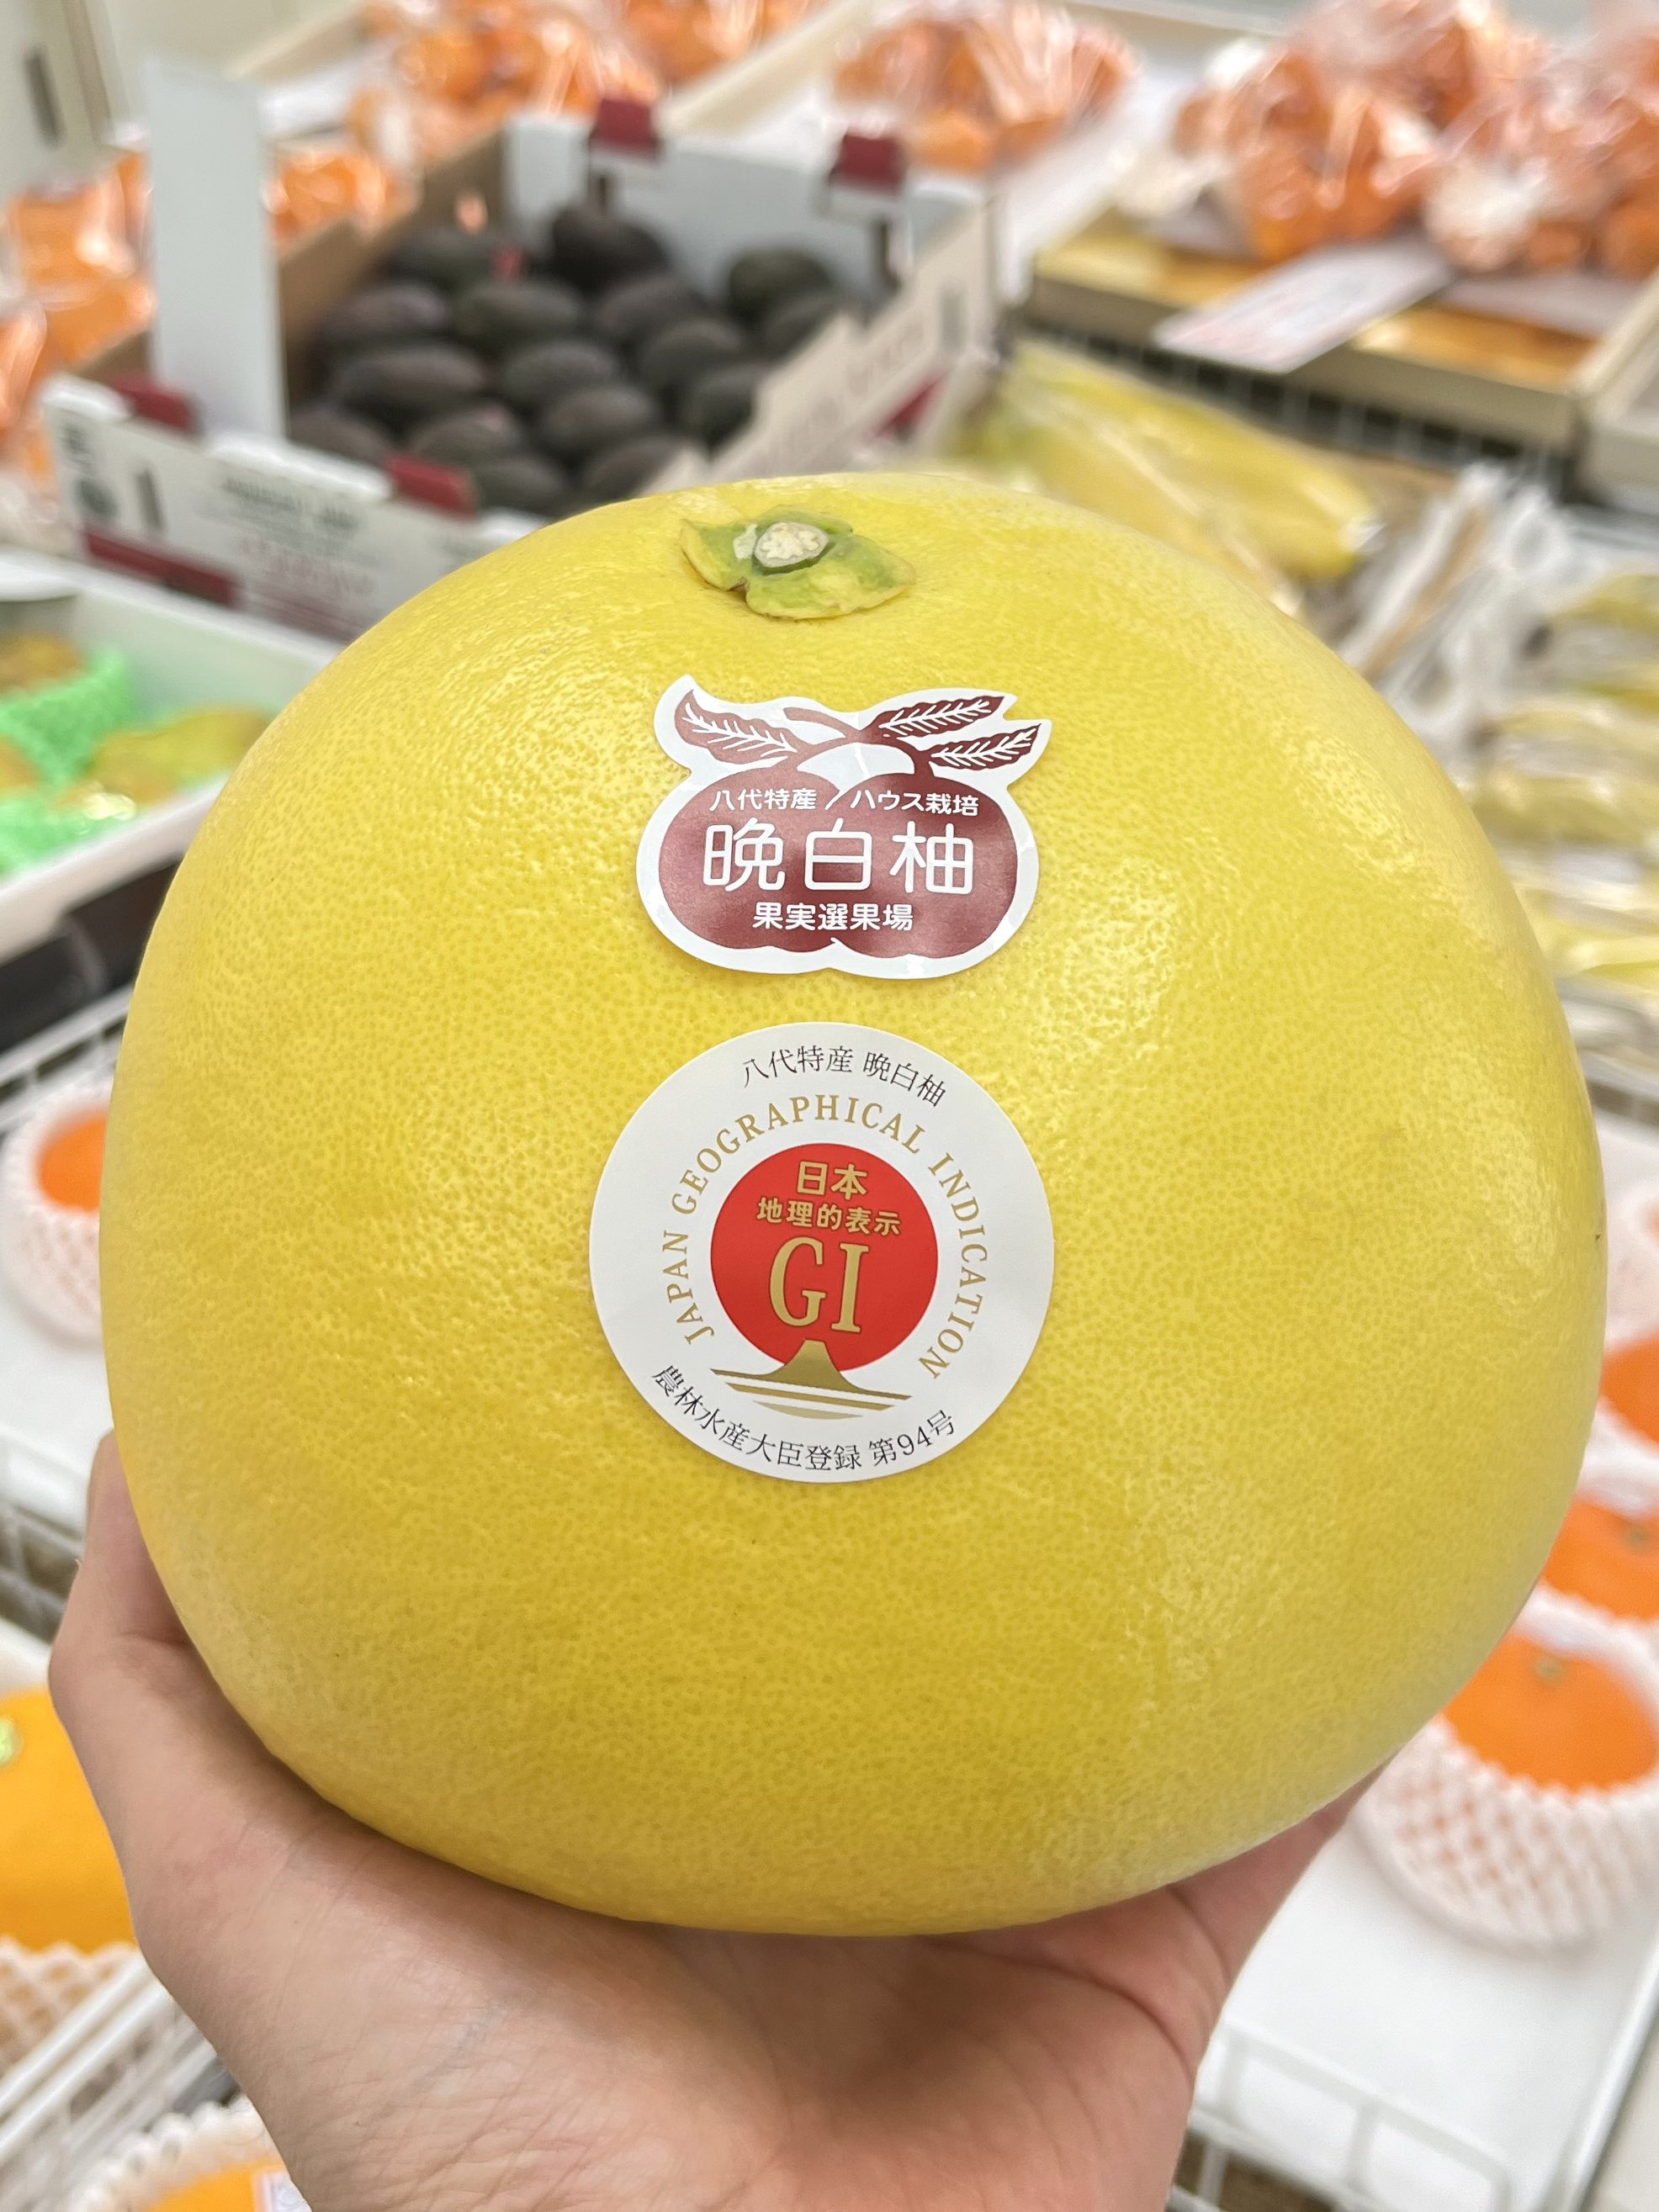 八代特産/ハウス栽培
晩白柚
果実選果場
八代特産 晩白柚
JAPAN GEOGRAPHICAL INDICATION
日本
地理的表示
GI
農林水産大臣登録 第94号